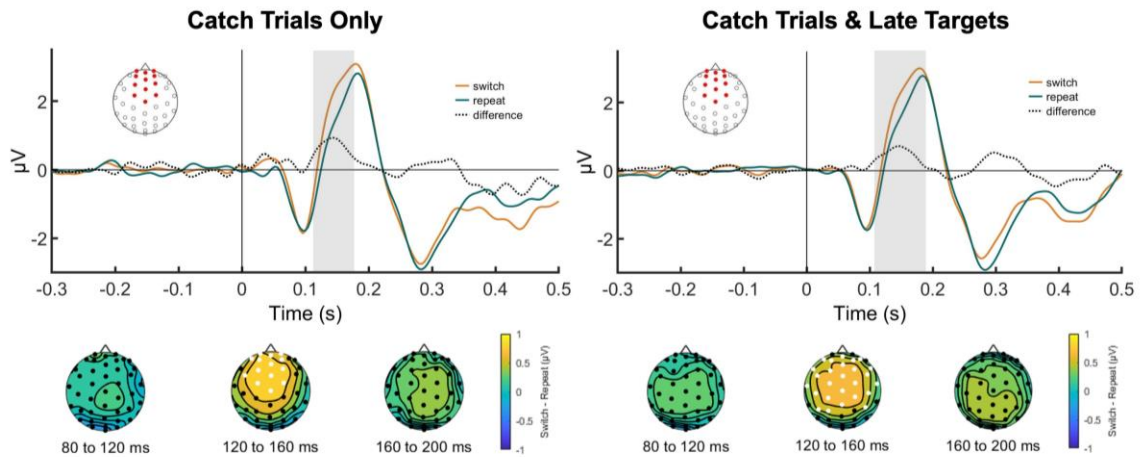 Catch Trials Only
μV
2
0
-2
switch
repeat
difference
-0.3 -0.2 -0.1 0 0.1 0.2 0.3 0.4 0.5
Time (s)
80 to 120 ms
120 to 160 ms
160 to 200 ms
1
0.5
0
-0.5
-1
Switch - Repeat (μV)
Catch Trials & Late Targets
μV
2
0
-2
switch
repeat
difference
-0.3 -0.2 -0.1 0 0.1 0.2 0.3 0.4 0.5
Time (s)
80 to 120 ms
120 to 160 ms
160 to 200 ms
1
0.5
0
-0.5
-1
Switch - Repeat (μV)